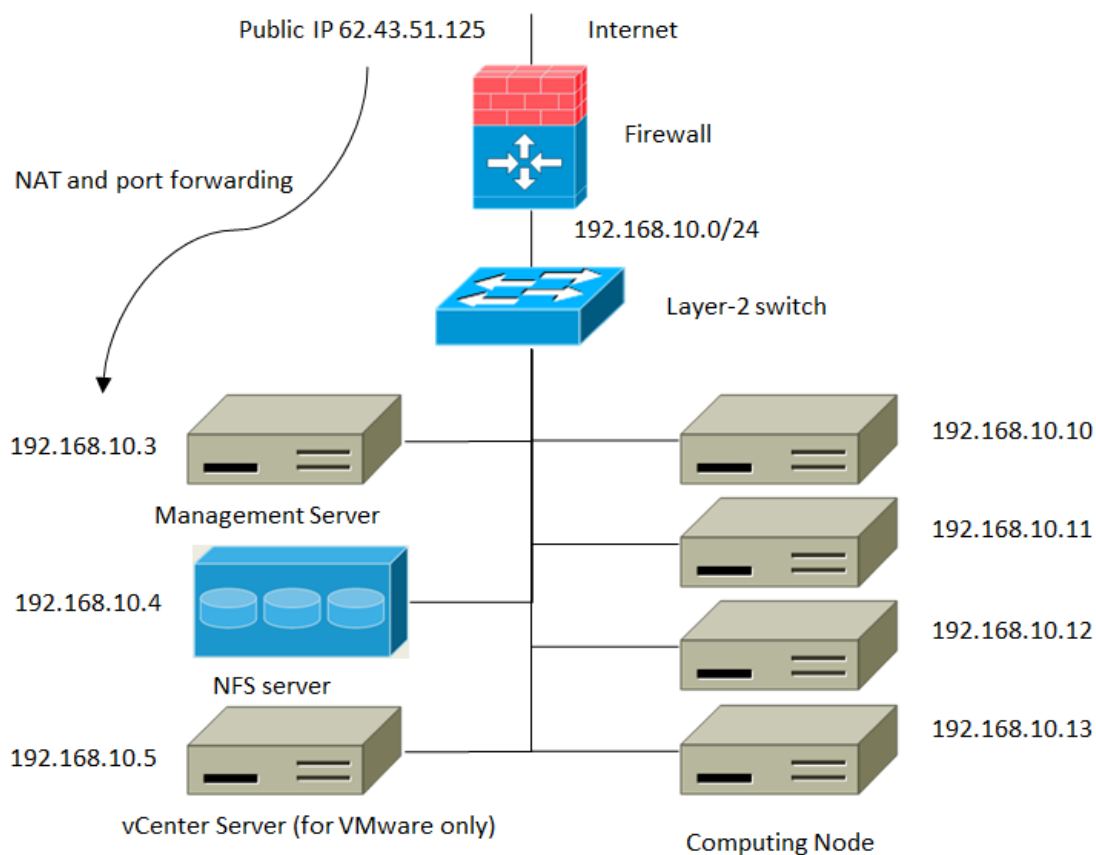 Public IP 62.43.51.125
Internet
Firewall
NAT and port forwarding
192.168.10.0/24
Layer-2 switch
192.168.10.3
Management Server
192.168.10.4
NFS server
192.168.10.5
vCenter Server (for VMware only)
192.168.10.10
192.168.10.11
192.168.10.12
192.168.10.13
Computing Node